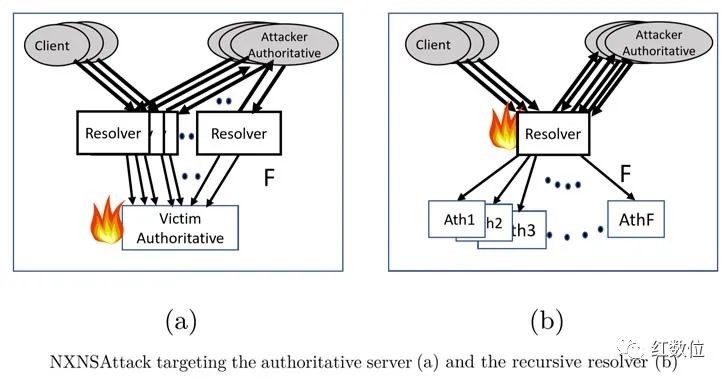 Client
Attacker
Authoritative
Resolver
Resolver
F
Victim
Authoritative
(a)
Client
Attacker
Authoritative
Resolver
F
Ath1
th2
th3
AthF
(b)
NXNSAttack targeting the authoritative server (a) and the recursive resolver (b)
红数位